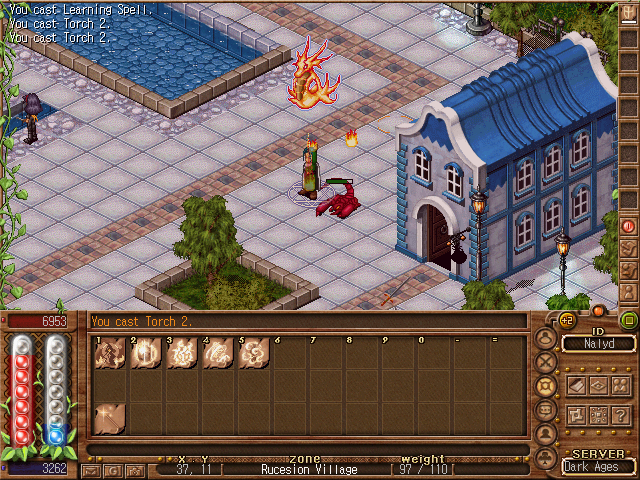 You cast Learning Spell.
You cast Torch 2.
You cast Torch 2.
6953
You cast Torch 2.
+2
ID
Nalyd
1 2 3 4 5 6 7 8 9 0 - =
?
SERVER
Dark Ages
X Y zone weight
3262
G
37, 11 [ Rucesion Village [ 97 / 110 [